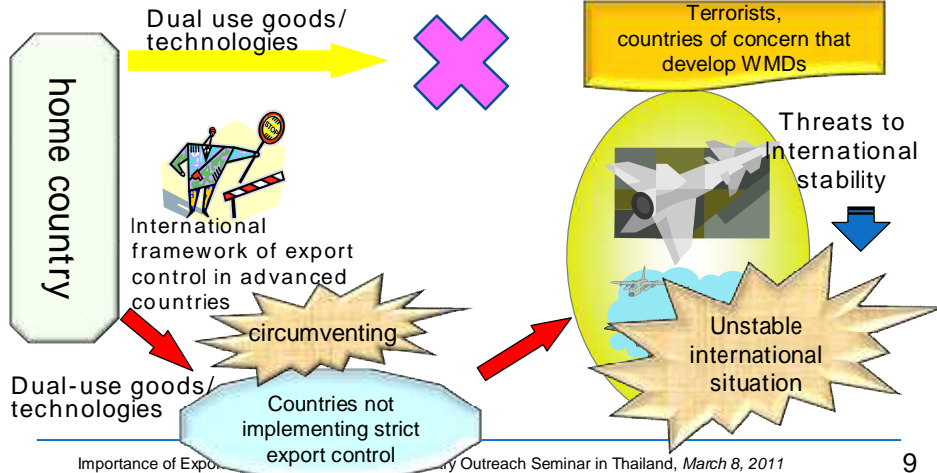 Dual use goods/
technologies
Terrorists,
countries of concern that
develop WMDs
home country
STOP
Threats to
International
stability
International
framework of export
control in advanced
countries
circumventing
Unstable
international
situation
Dual-use goods/
technologies
Countries not
implementing strict
export control
Importance of Expor ry Outreach Seminar in Thailand, March 8, 2011
9